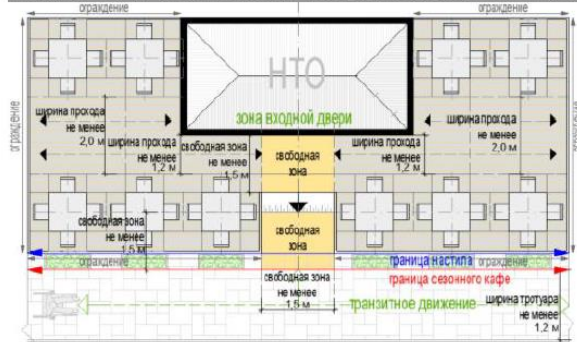 ограждение
ограждение
НТО
ограждение
ограждение
зона входной двери
ширина прохода
не менее
2,0 м
ширина прохода
не менее
1,2 м
свободная зона
не менее
1,5 м
свободная
зона
ширина прохода
не менее
1,2 м
ширина прохода
не менее
2,0 м
свободная зона
не менее
1,5 м
свободная
зона
ограждение
граница настила
ограждение
свободная зона
не менее
1,5 м
граница сезонного кафе
транзитное движение
ширина тротуара
не менее
1,2 м